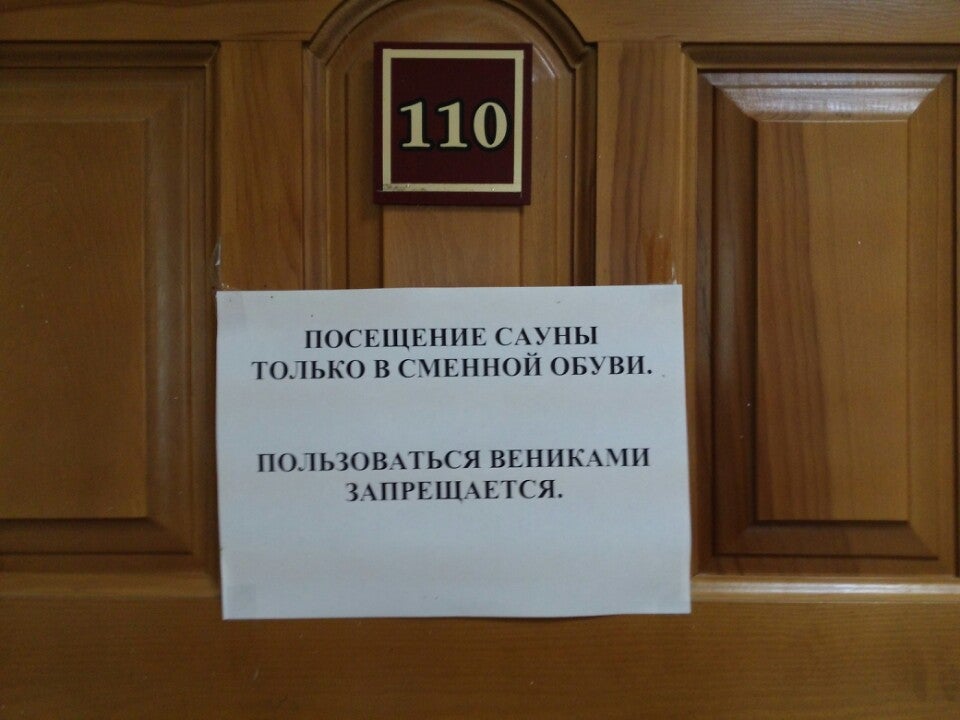 110
ПОСЕЩЕНИЕ САУНЫ
ТОЛЬКО В СМЕННОЙ ОБУВИ.
ПОЛЬЗОВАТЬСЯ ВЕНИКАМИ
ЗАПРЕЩАЕТСЯ.